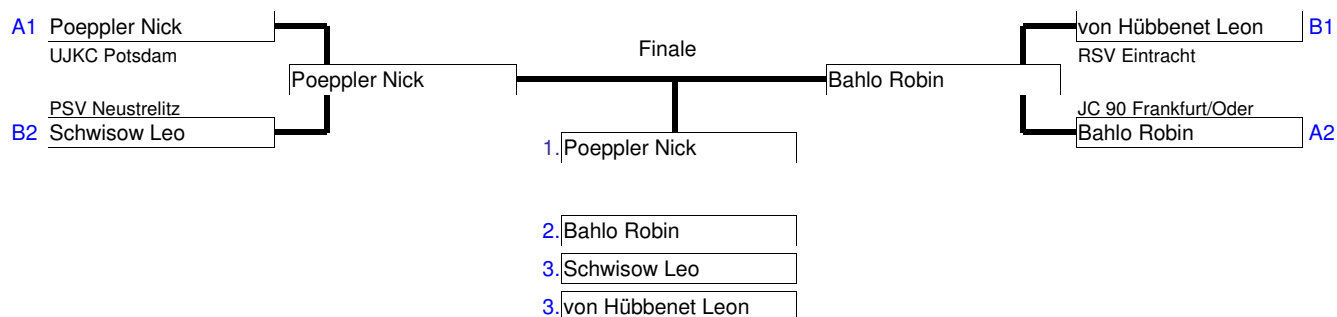 A1 Poeppler Nick
UJKC Potsdam
Poeppler Nick
PSV Neustrelitz
B2 Schwisow Leo
Finale
von Hübbenet Leon B1
RSV Eintracht
Bahlo Robin
JC 90 Frankfurt/Oder
Bahlo Robin A2
1. Poeppler Nick
2. Bahlo Robin
3. Schwisow Leo
3. von Hübbenet Leon